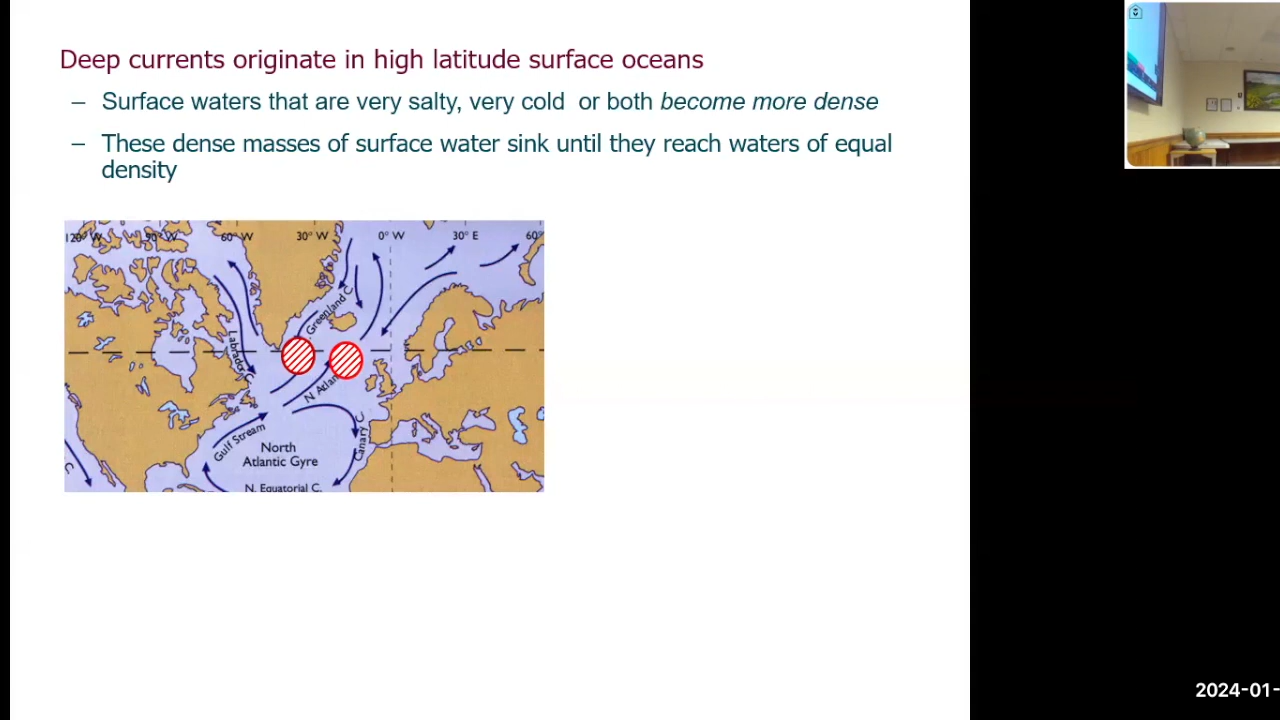 Deep currents originate in high latitude surface oceans
– Surface waters that are very salty, very cold or both become more dense
– These dense masses of surface water sink until they reach waters of equal
density
120° W 90° W 60° W 30° W 0° W 30° E 60°
Greenland C.
Labrador C.
N Atlan
Gulf Stream
Canary C.
North
Atlantic Gyre
C.
N. Equatorial C.
2024-01-